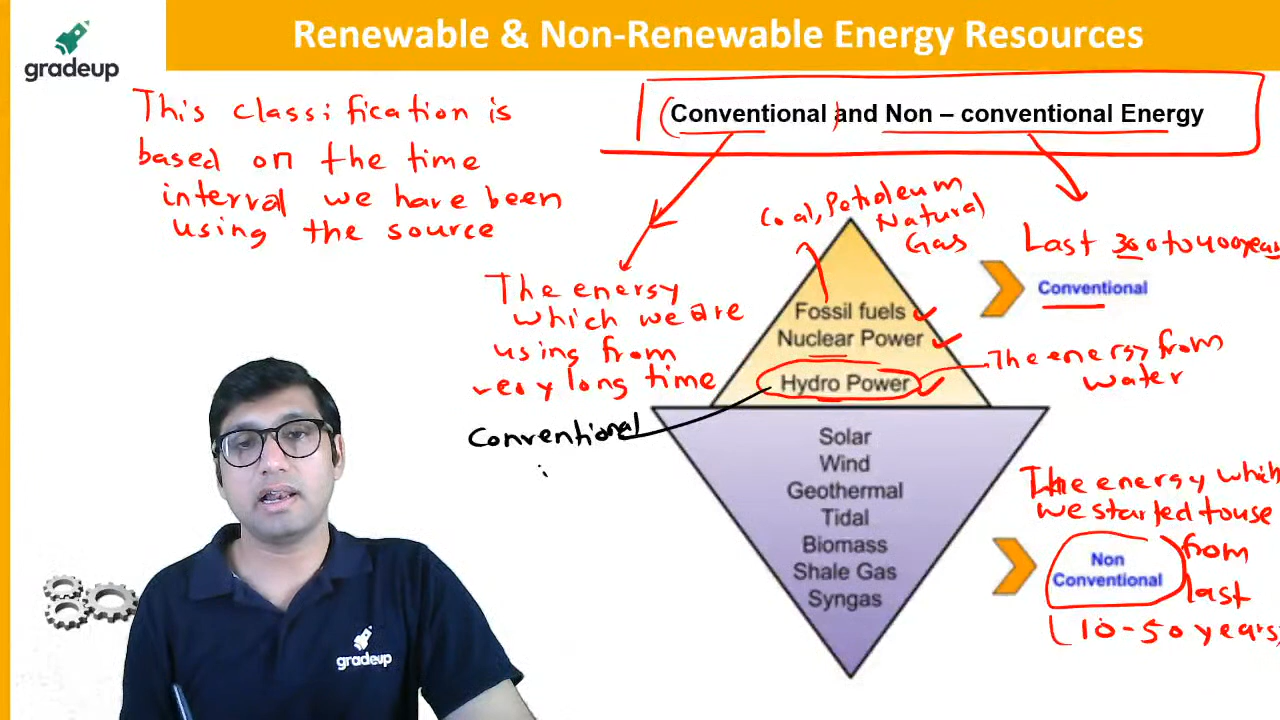 Renewable & Non-Renewable Energy Resources
gradeup
This classification is
based on the time
interval we have been
using the source
Conventional and Non – conventional Energy
Coal, Petroleum
Natural
Gas
Last 300 to 400 years
Conventional
The energy
which we are
using from
very long time
Conventional
Fossil fuels
Nuclear Power
Hydro Power
The energy from
water
Solar
Wind
Geothermal
Tidal
Biomass
Shale Gas
Syngas
The energy which
we started to use
from
last
10-50 years
Non
Conventional
gradeup